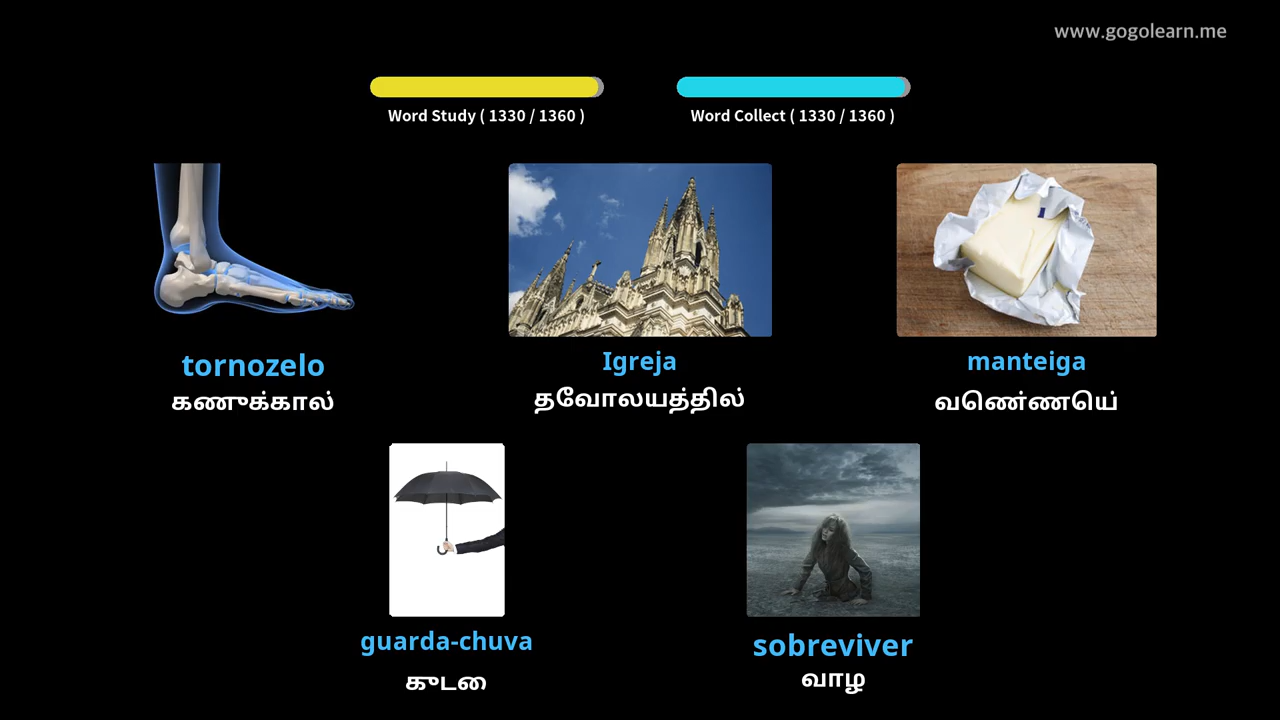 www.gogolearn.me
Word Study ( 1330 / 1360 )
Word Collect ( 1330 / 1360 )
tornozelo
கணுக்கால்
Igreja
தவோலயத்தில்
manteiga
வணெ்ணயெ்
guarda-chuva
குடை
sobreviver
வாழ